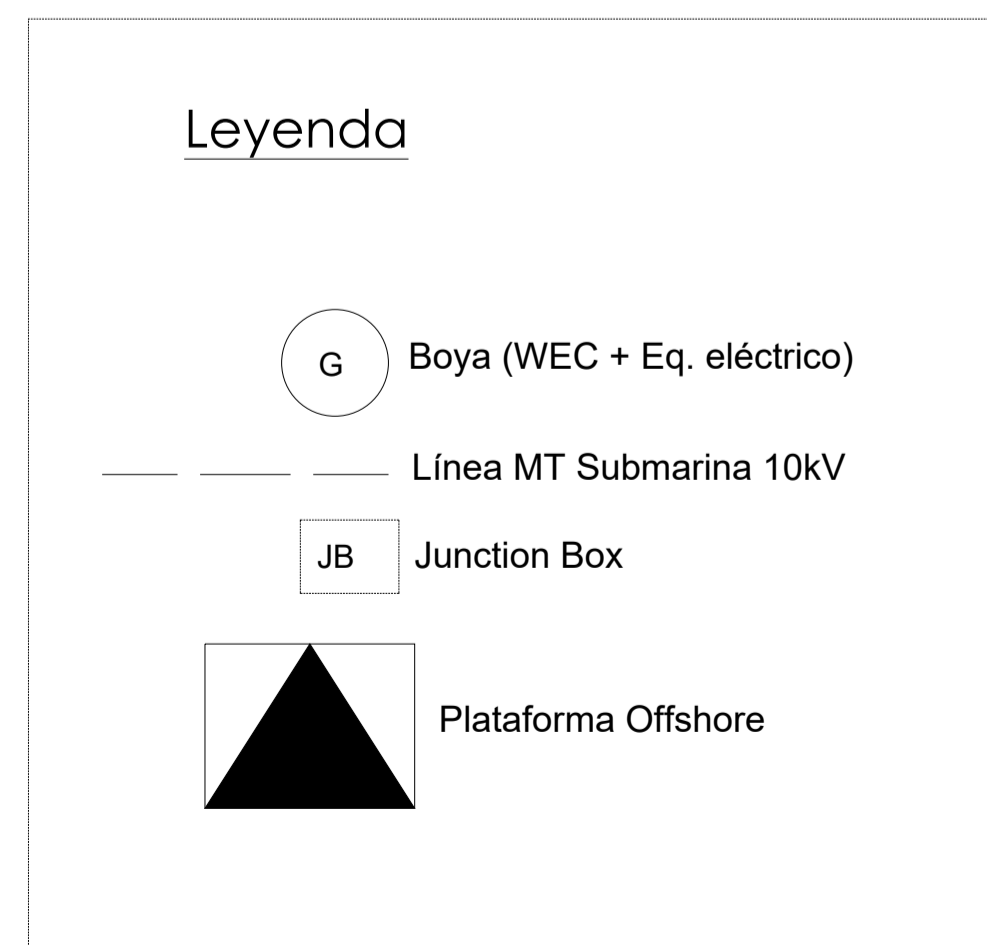 Leyenda
G Boya (WEC + Eq. eléctrico)
Línea MT Submarina 10kV
JB Junction Box
Plataforma Offshore